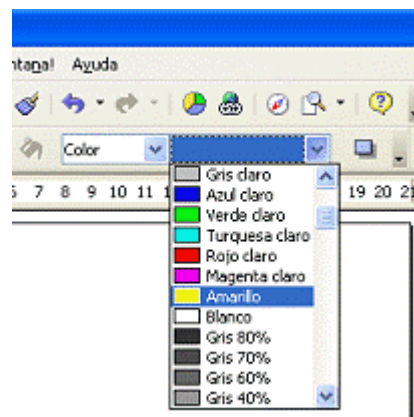 ntana! Ayuda
Color
6 7 8 9 10 11 1 19 20 21
Gris claro
Azul claro
Verde claro
Turquesa claro
Rojo claro
Magenta claro
Amarillo
Blanco
Gris 80%
Gris 70%
Gris 60%
Gris 40%